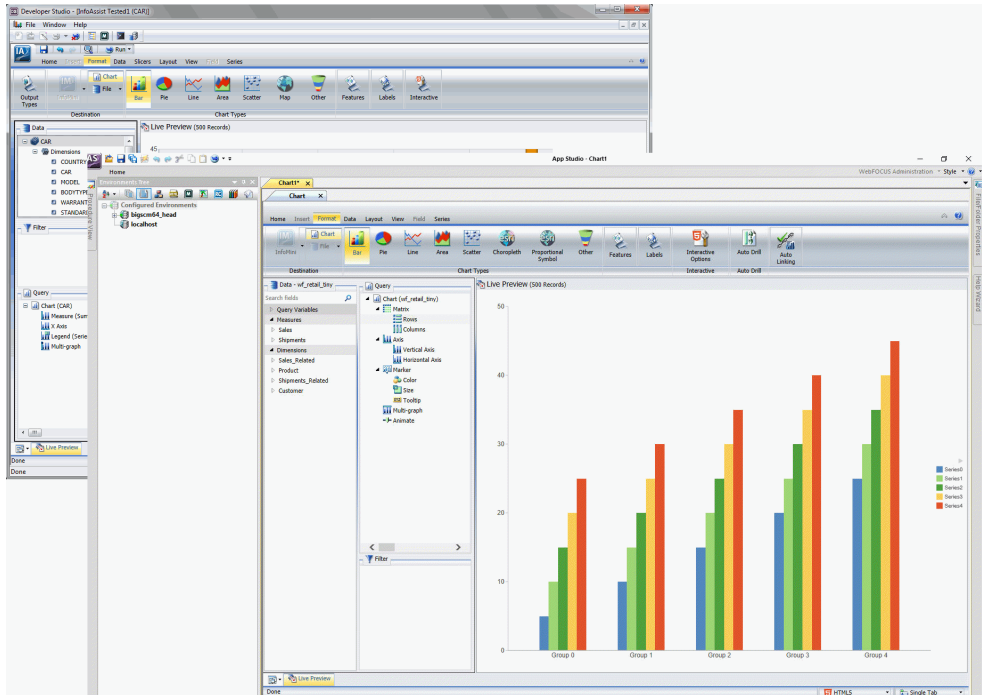 Developer Studio - [InfoAssist Tested1 (CAR)]
File Window Help
Run
Home Insert Format Data Slicers Layout View Field Series
Chart
File
Output Types
Bar Pie Line Area Scatter Map Other Features Labels Interactive
Destination Chart Types
Data
Live Preview (500 Records)
CAR
45
Dimensions
COUNTRY
CAR
MODEL
BODYTYPE
WARRANT
STANDARD
Filter
Query
Chart (CAR)
Measure (Sum
X Axis
Legend (Serie
Multi-graph
Live Preview
Done
Done
AS
App Studio - Chart1
Home
WebFOCUS Administration Style
Environments Tree
Procedure View
Configured Environments
bigscm64_head
localhost
Chart1* x
Chart x
File/Folder Properties
Help Wizard
Home Insert Format Data Layout View Field Series
Chart
File
InfoMini
Bar Pie Line Area Scatter Choropleth Proportional Symbol Other Features Labels Interactive Options Auto Drill Auto Linking
Destination Chart Types Interactive Auto Drill
Data - wf_retail_tiny
Search fields
Query Variables
Measures
Sales
Shipments
Dimensions
Sales_Related
Product
Shipments_Related
Customer
Query
Chart (wf_retail_tiny)
Matrix
Rows
Columns
Axis
Vertical Axis
Horizontal Axis
Marker
Color
Size
Tooltip
Multi-graph
Animate
Filter
Live Preview (500 Records)
50
40
30
20
10
0
Group 0 Group 1 Group 2 Group 3 Group 4
Series0
Series1
Series2
Series3
Series4
Live Preview
Done
HTML5 Single Tab